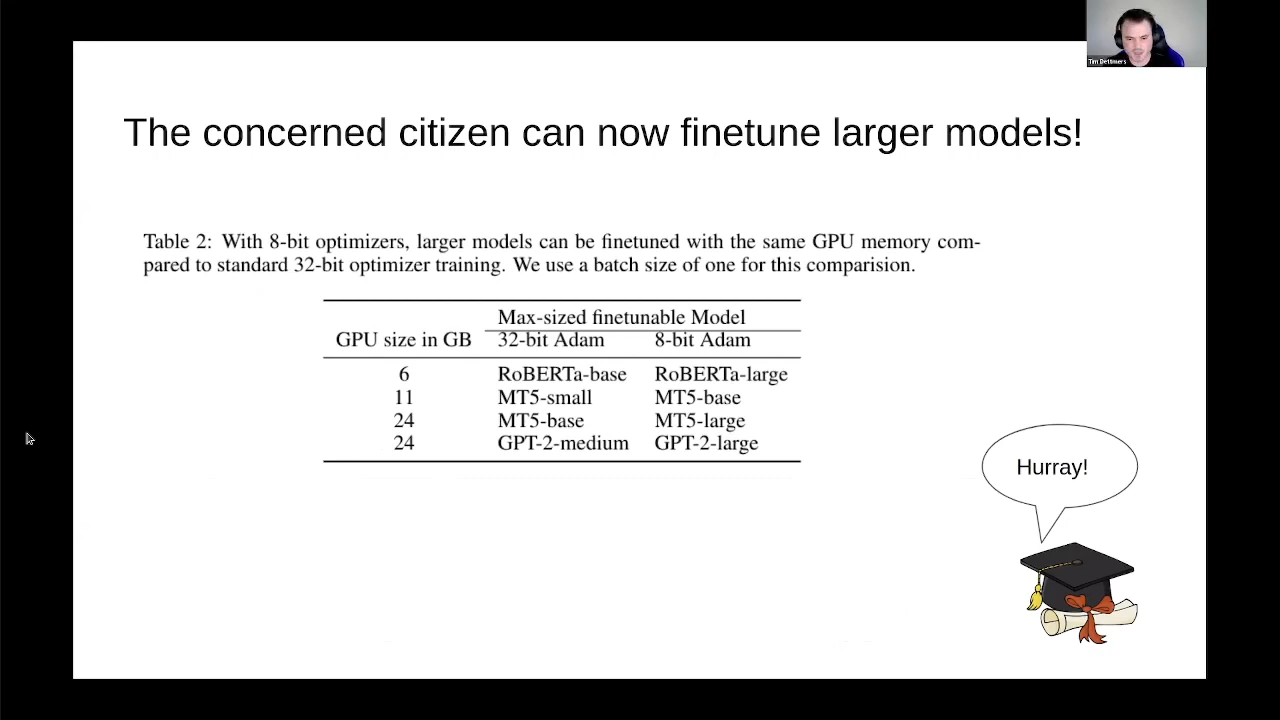 Tim Dettmers
The concerned citizen can now finetune larger models!
Table 2: With 8-bit optimizers, larger models can be finetuned with the same GPU memory com-
pared to standard 32-bit optimizer training. We use a batch size of one for this comparision.
Max-sized finetunable Model
GPU size in GB 32-bit Adam 8-bit Adam
6 RoBERTa-base RoBERTa-large
11 MT5-small MT5-base
24 MT5-base MT5-large
24 GPT-2-medium GPT-2-large
Hurray!